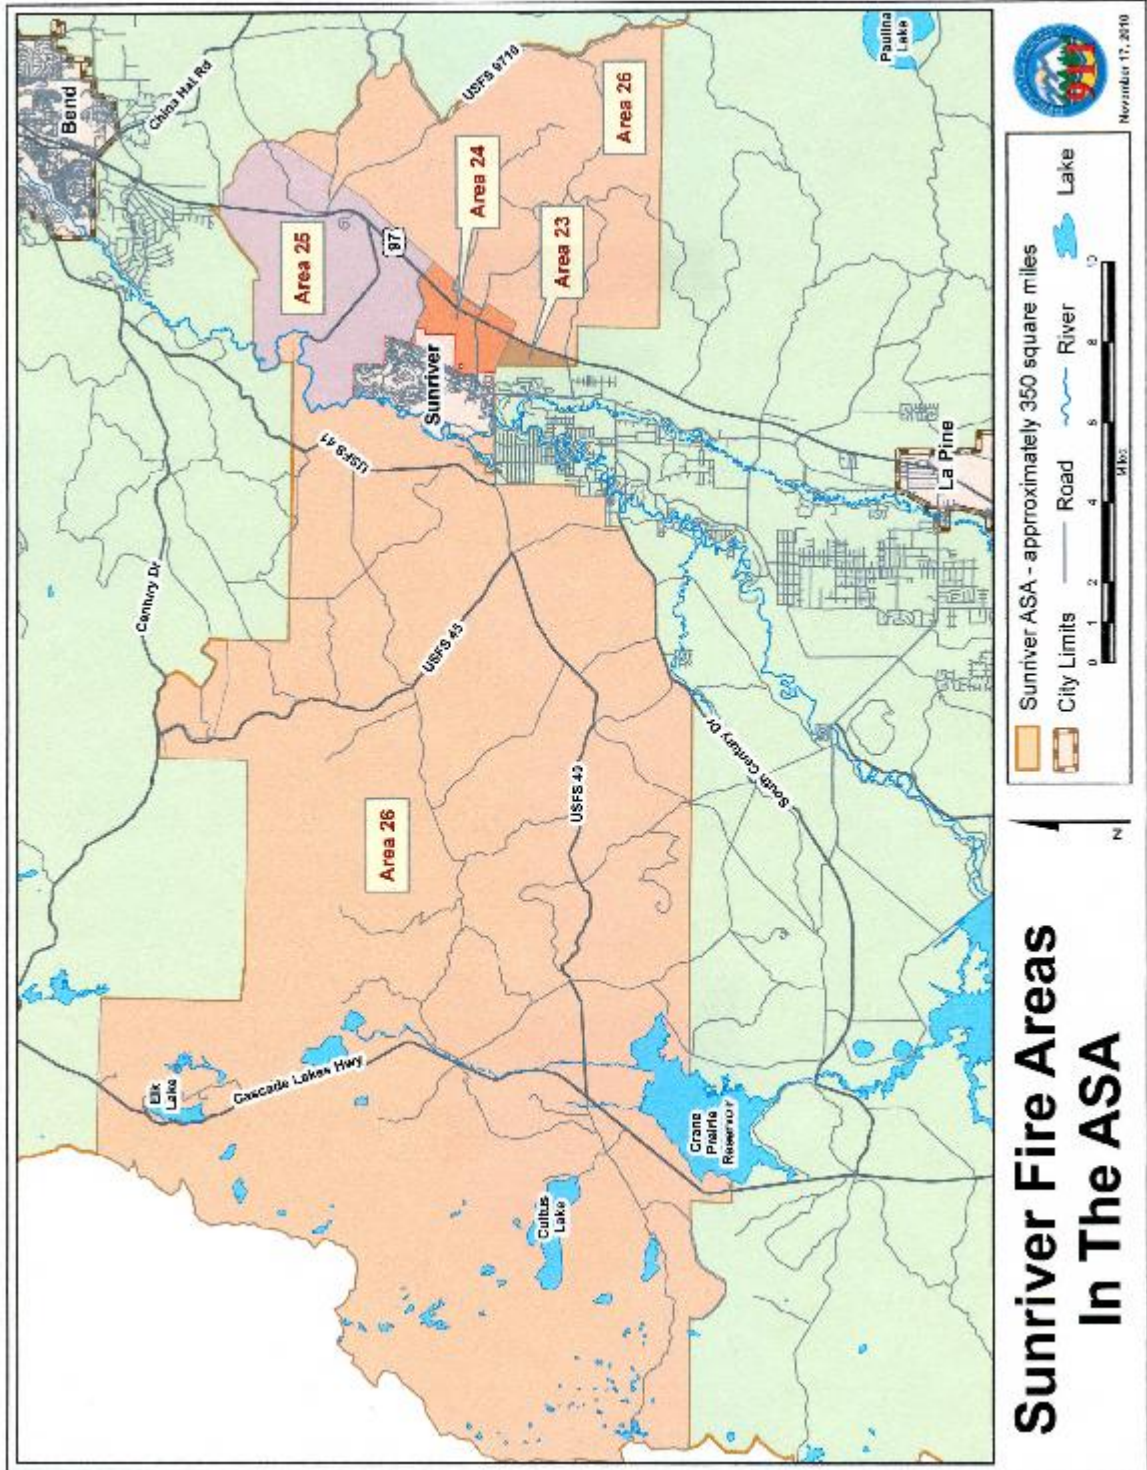 Bend
China Hat Rd
USFS 9710
Paulina
Lake
Area 25
Area 24
Area 26
97
Area 23
Sunriver
USFS 41
Century Dr
USFS 45
La Pine
Area 26
USFS 40
South Century Dr
Elk
Lake
Cascade Lakes Hwy
Cultus
Lake
Crane
Prairie
Reservoir
Sunriver Fire Areas
In The ASA
N
Sunriver ASA - approximately 350 square miles
City Limits Road River Lake
0 1 2 4 6 8 10
Miles
911
November 17, 2010